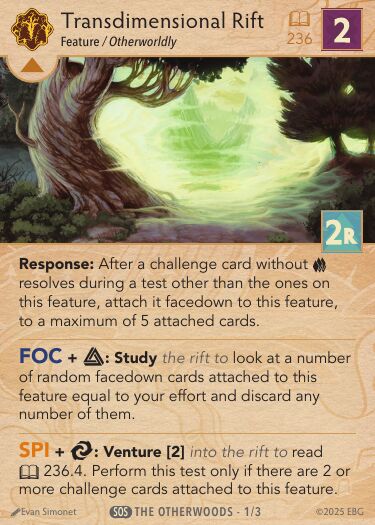 Transdimensional Rift
Feature / Otherworldly
236
2
2R
Response: After a challenge card without
resolves during a test other than the ones on
this feature, attach it facedown to this feature,
to a maximum of 5 attached cards.
FOC + : Study the rift to look at a number
of random facedown cards attached to this
feature equal to your effort and discard any
number of them.
SPI + : Venture [2] into the rift to read
236.4. Perform this test only if there are 2 or
more challenge cards attached to this feature.
Evan Simonet
SOS THE OTHERWOODS - 1/3
©2025 EBG